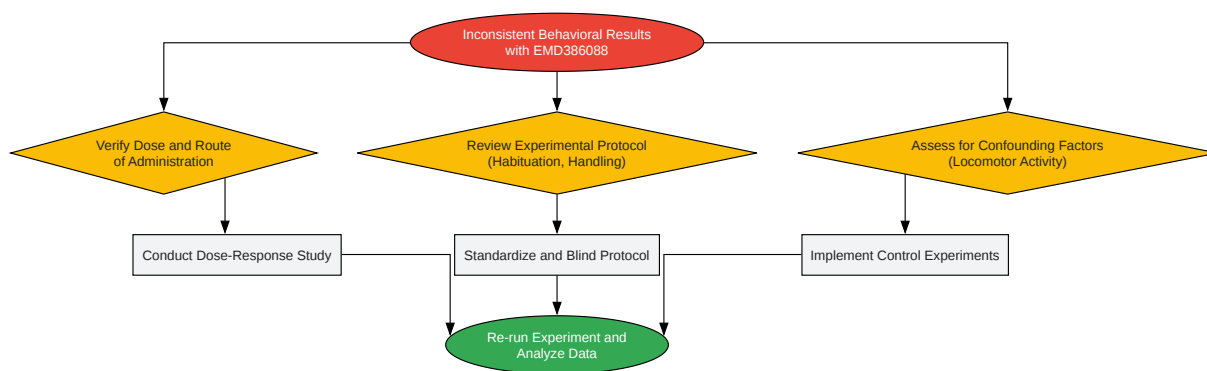 Inconsistent Behavioral Results
with EMD386088
Verify Dose and Route
of Administration
Review Experimental Protocol
(Habituation, Handling)
Assess for Confounding Factors
(Locomotor Activity)
Conduct Dose-Response Study
Standardize and Blind Protocol
Implement Control Experiments
Re-run Experiment and
Analyze Data